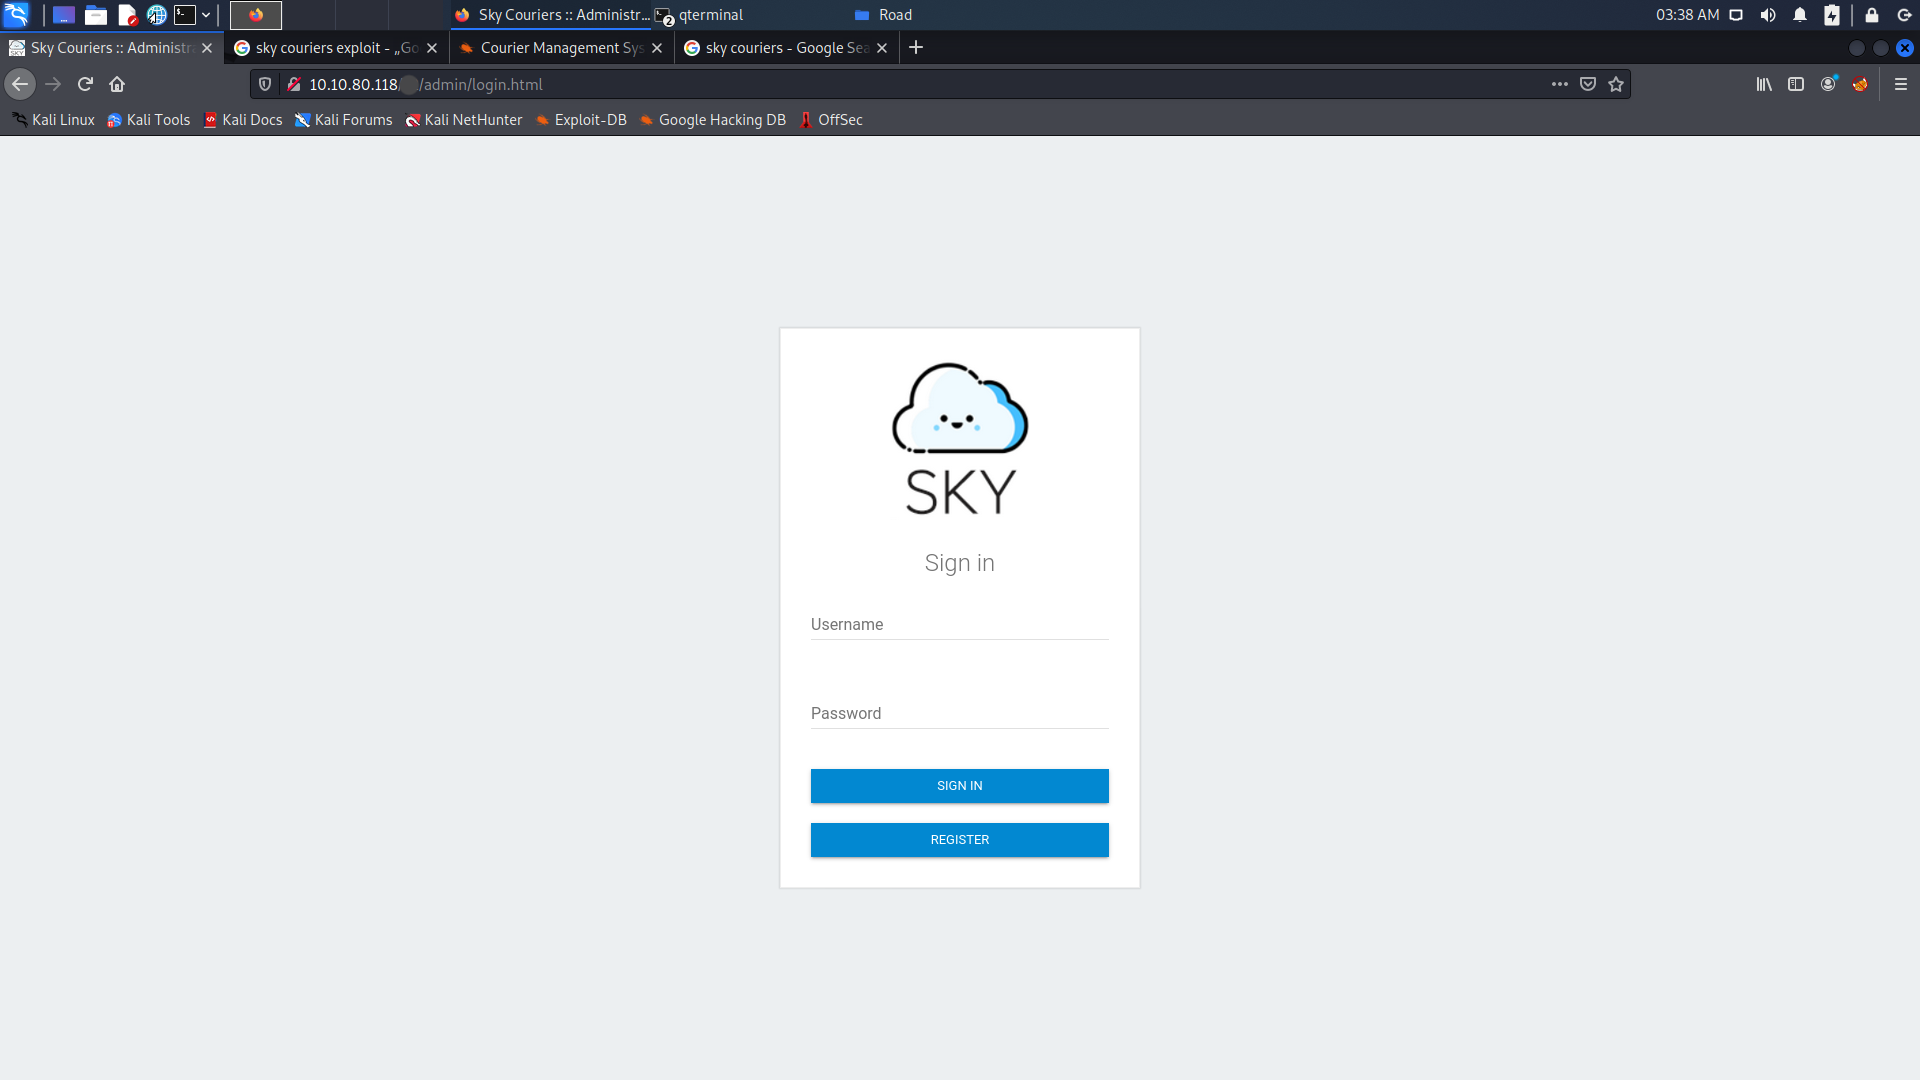 Sky Couriers :: Administr...
2 qterminal
Road
03:38 AM
Sky Couriers :: Administra
sky couriers exploit - „Go
Courier Management Sys
sky couriers - Google Sea
10.10.80.118/ /admin/login.html
Kali Linux
Kali Tools
Kali Docs
Kali Forums
Kali NetHunter
Exploit-DB
Google Hacking DB
OffSec
SKY
Sign in
Username
Password
SIGN IN
REGISTER